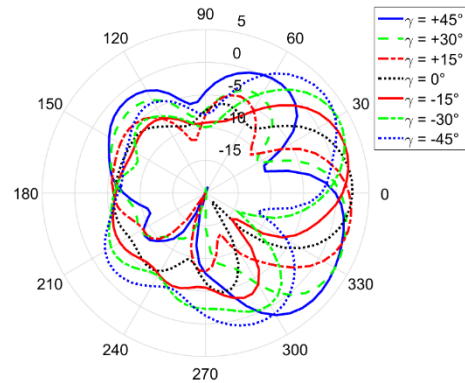 90
5
120
60
0
-5
150
30
-10
-15
180
0
210
330
240
300
270
γ = +45°
γ = +30°
γ = +15°
γ = 0°
γ = -15°
γ = -30°
γ = -45°